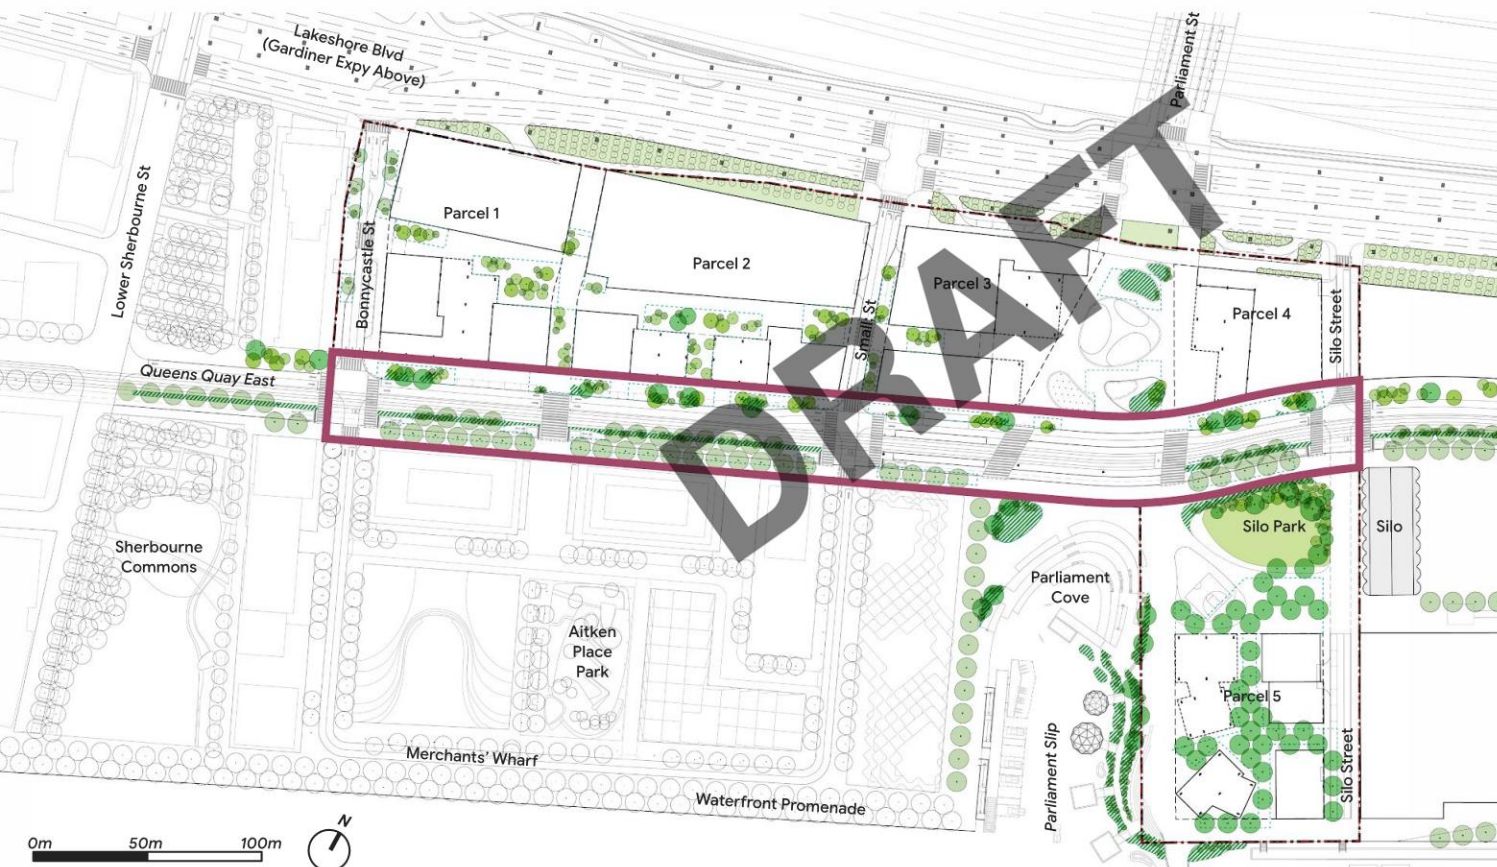 Lakeshore Blvd
(Gardiner Expy Above)
Parliament St
Lower Sherbourne St
Bonnycastle St
Parcel 1
Parcel 2
Small St
Parcel 3
Parcel 4
Silo Street
DRAFT
Queens Quay East
Sherbourne
Commons
Aitken
Place
Park
Parliament
Cove
Silo Park
Silo
Parcel 5
Parliament Slip
Silo Street
Merchants' Wharf
Waterfront Promenade
0m
50m
100m
N